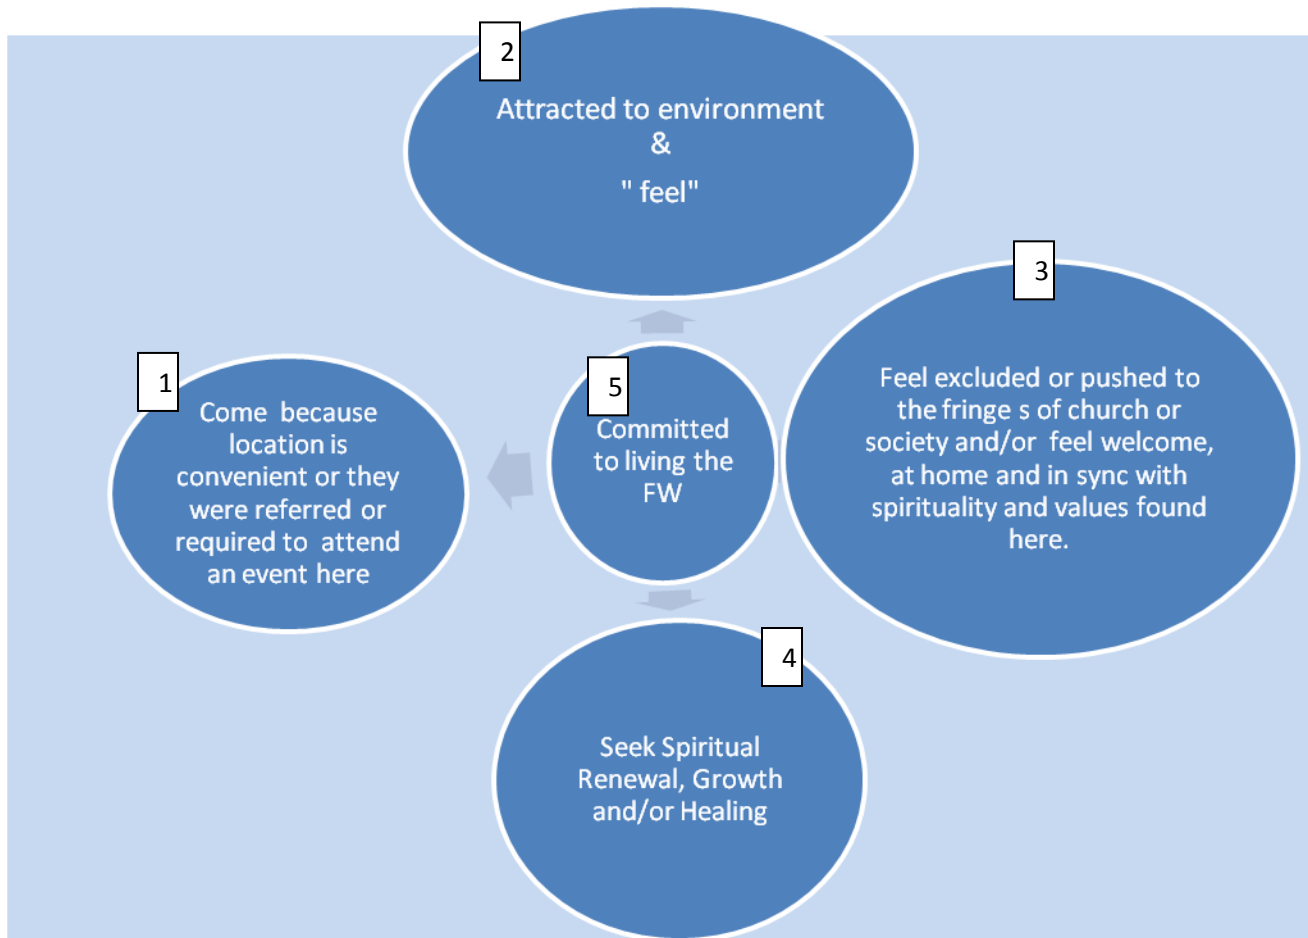 2
Attracted to environment
&
" feel"
3
Feel excluded or pushed to
the fringe s of church or
society and/or feel welcome,
at home and in sync with
spirituality and values found
here.
1
Come because
location is
convenient or they
were referred or
required to attend
an event here
5
Committed
to living the
FW
4
Seek Spiritual
Renewal, Growth
and/or Healing